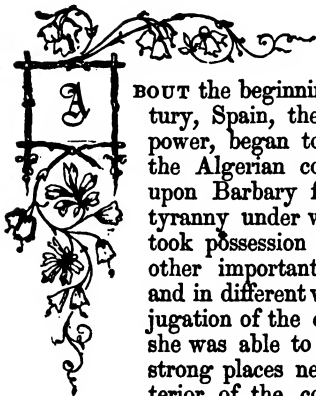 ABOUT the beginnin
tury, Spain, the
power, began to
the Algerian co
upon Barbary f
tyranny under w
took possession
other important
and in different v
jugation of the c
she was able to
strong places ne
terior of the co